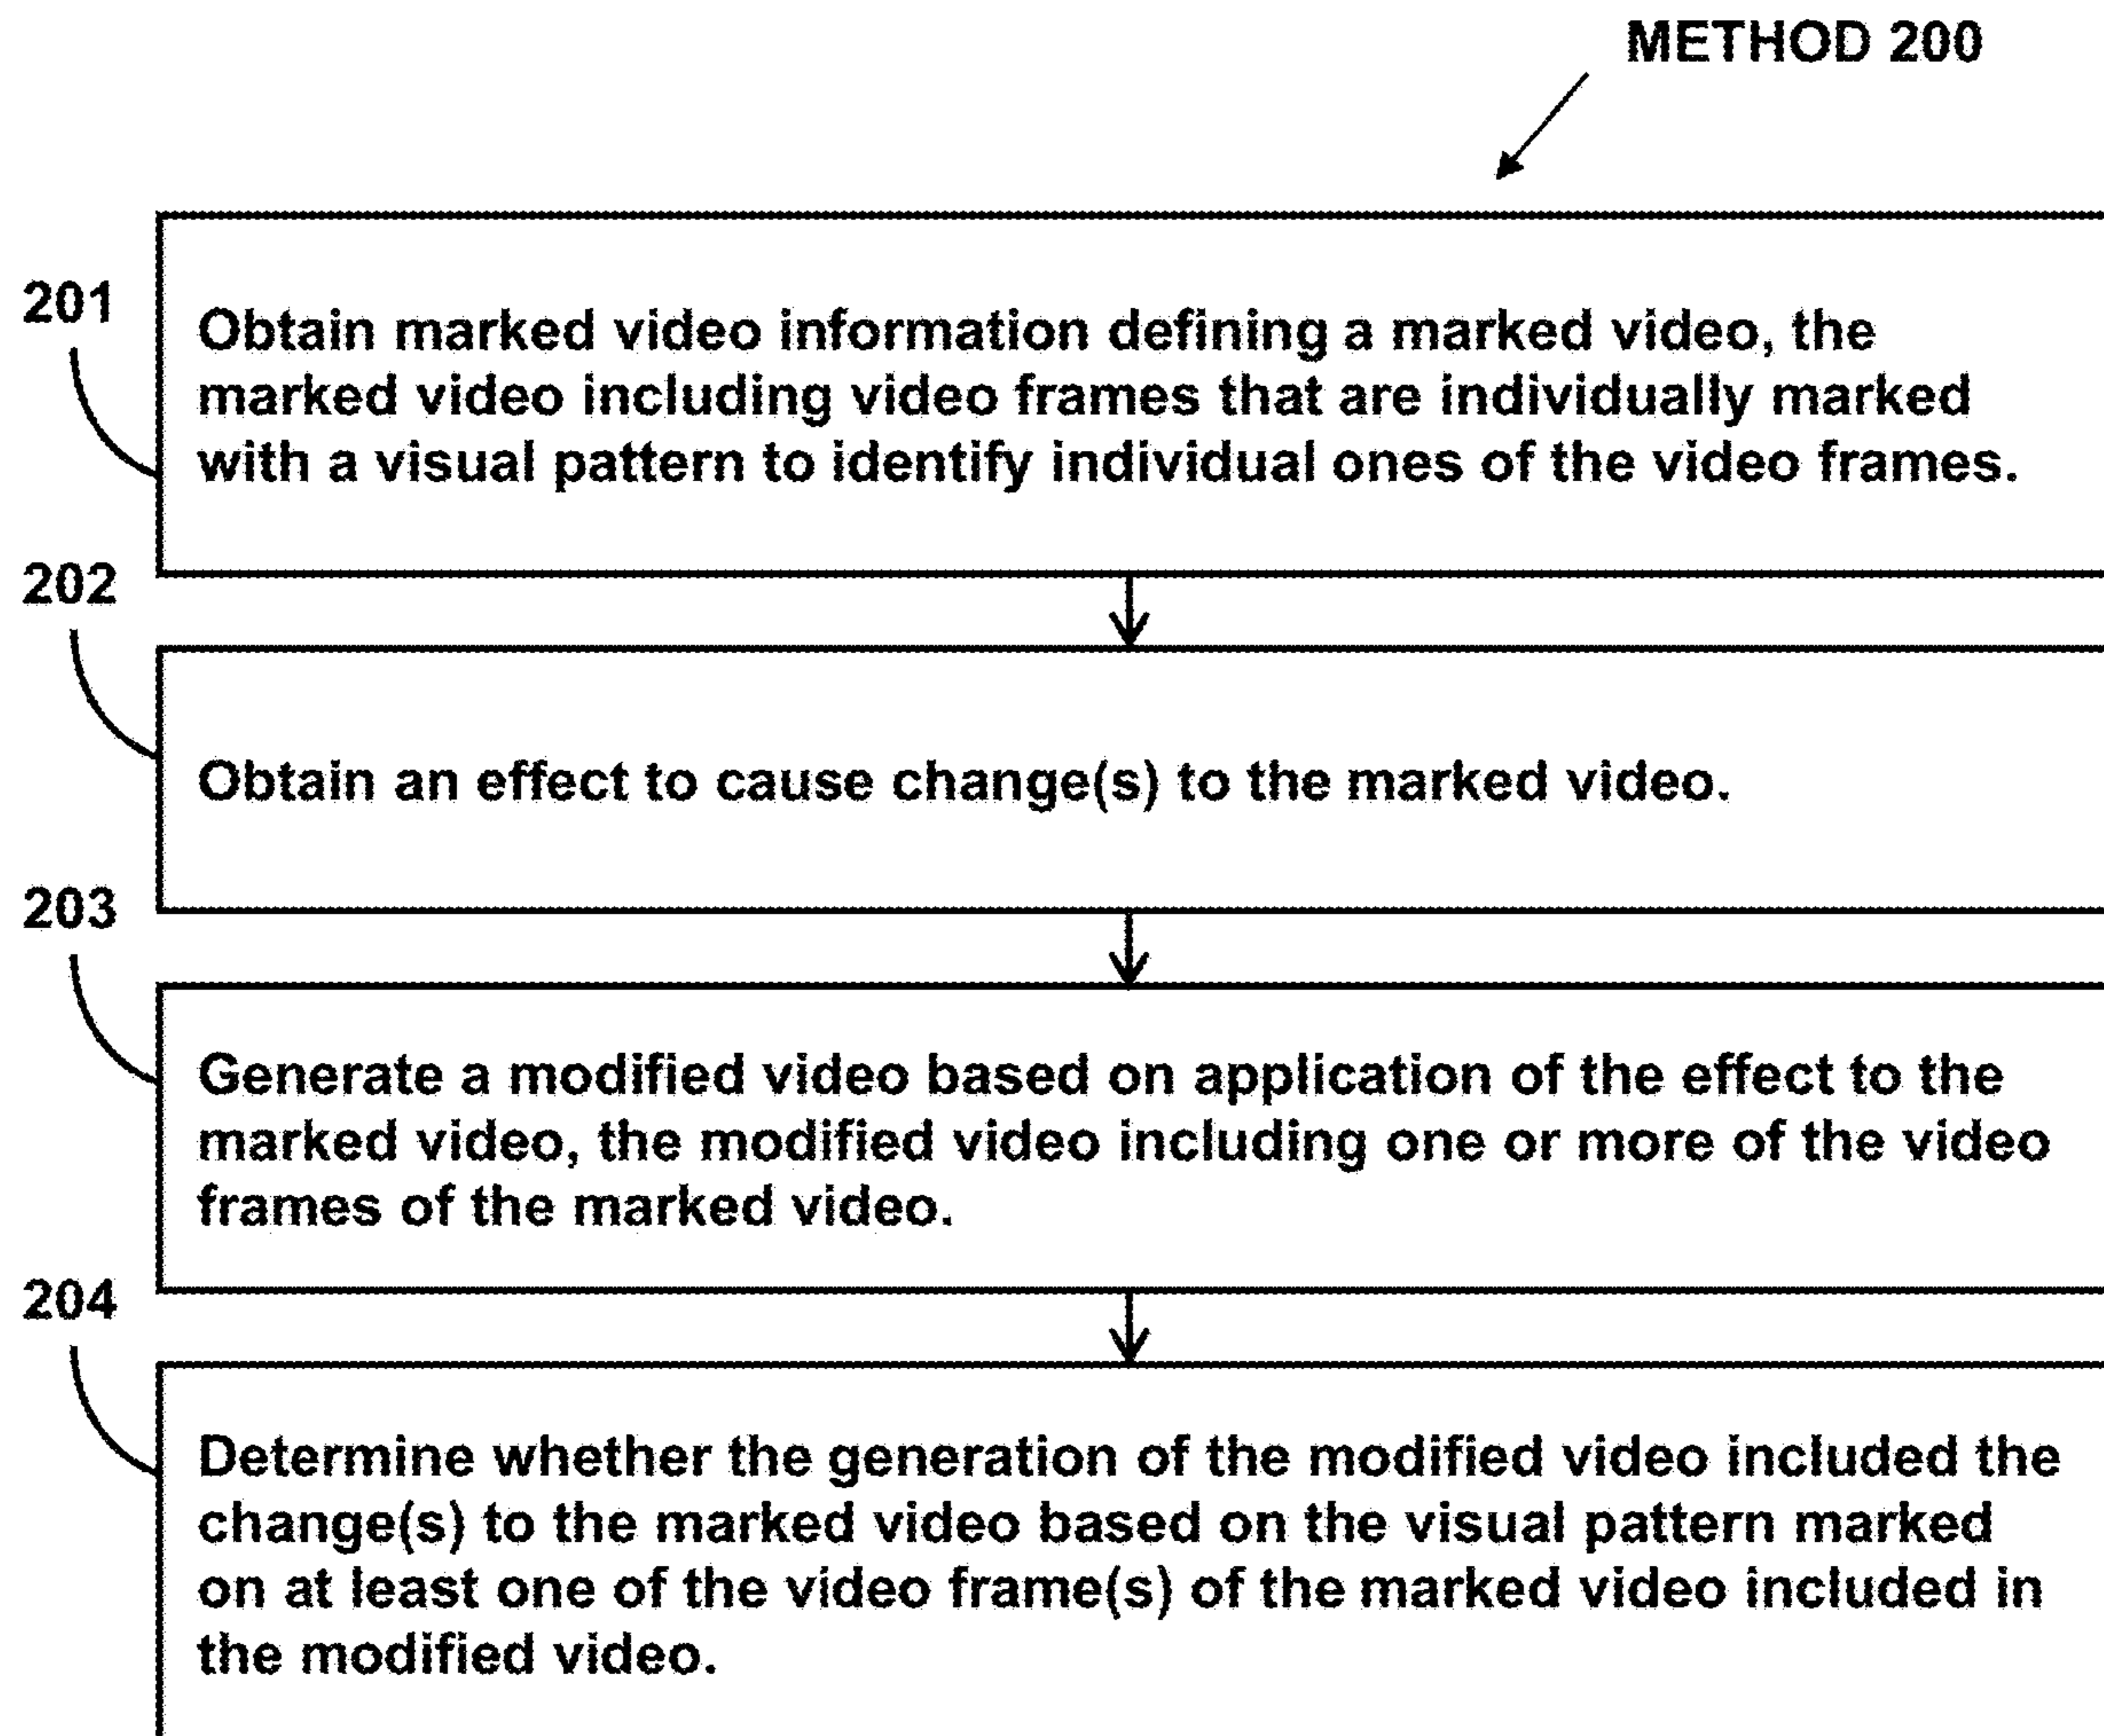 METHOD 200
201
Obtain marked video information defining a marked video, the
marked video including video frames that are individually marked
with a visual pattern to identify individual ones of the video frames.
202
Obtain an effect to cause change(s) to the marked video.
203
Generate a modified video based on application of the effect to the
marked video, the modified video including one or more of the video
frames of the marked video.
204
Determine whether the generation of the modified video included the
change(s) to the marked video based on the visual pattern marked
on at least one of the video frame(s) of the marked video included in
the modified video.